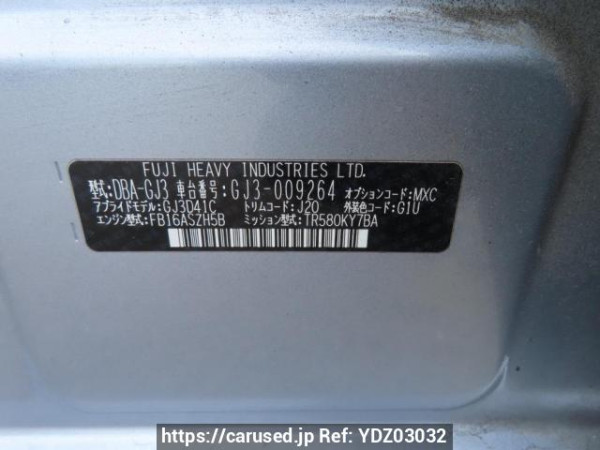 FUJI HEAVY INDUSTRIES LTD.
型式:DBA-GJ3 車台番号:GJ3-009264 オプションコード:MXC
アプライドモデル:GJ3D41C トリムコード:J20 外装色コード:G1U
エンジン型式:FB16ASZH5B ミッション型式:TR580KY7BA
https://carused.jp Ref: YDZ03032